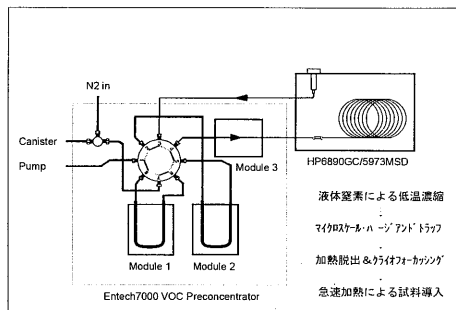 N2 in
Canister
Pump
Module 3
HP6890GC/5973MSD
Module 1
Module 2
Entech7000 VOC Preconcentrator
液体窒素による低温濃縮
マイクロスケール・パージアンドトラップ
加熱脱出&クライオフォーカッシング
急速加熱による試料導入